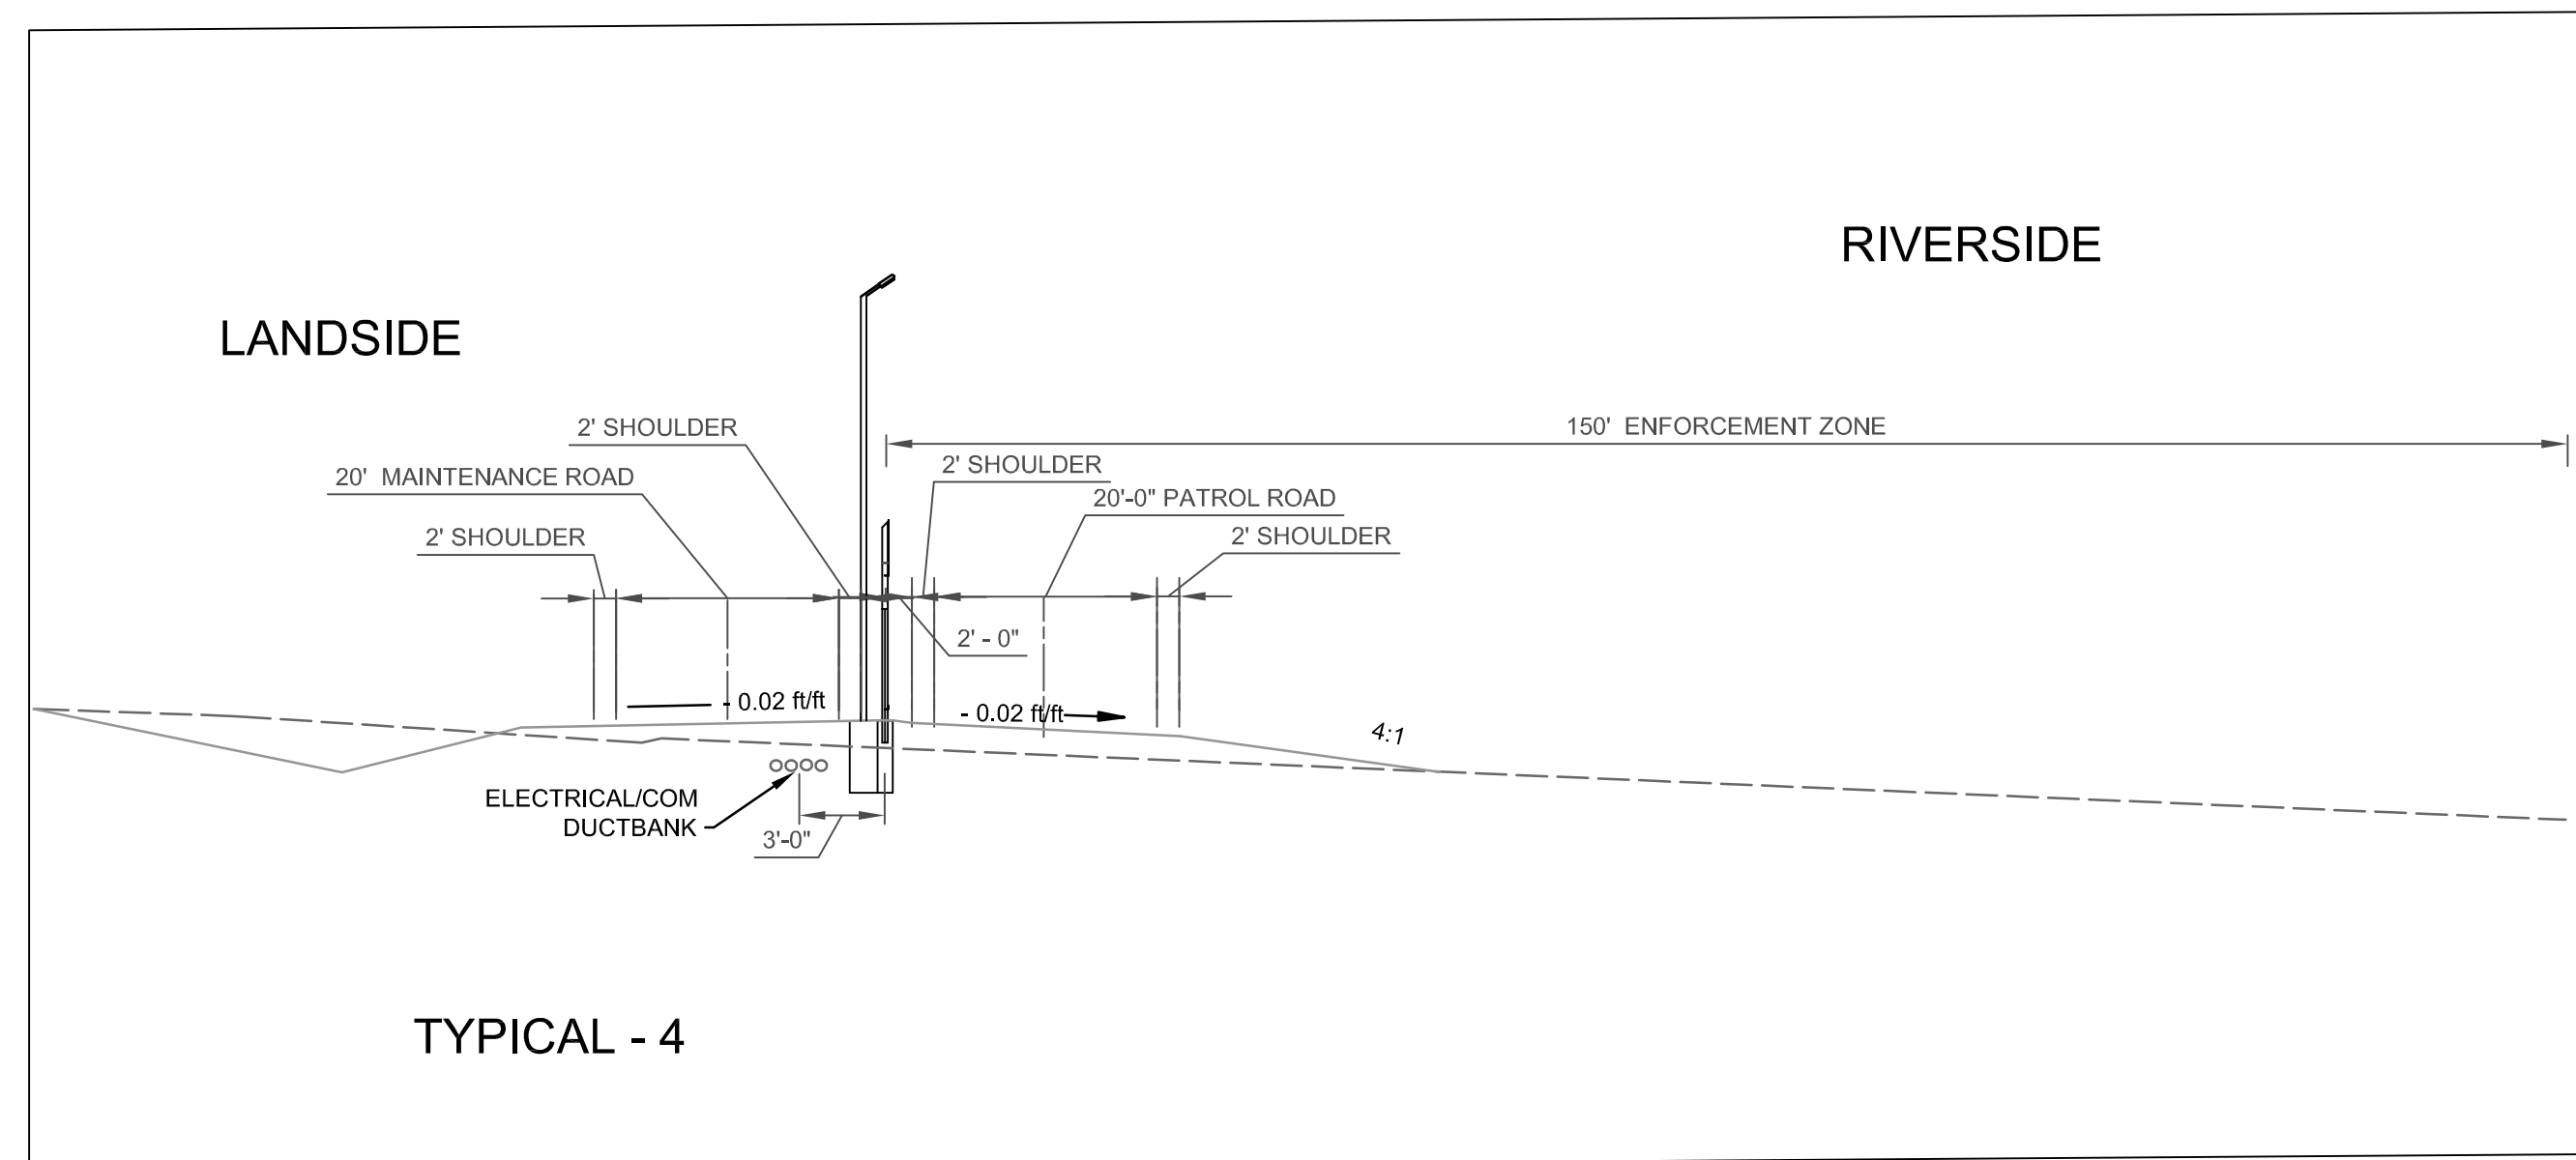 RIVERSIDE
LANDSIDE
150'  ENFORCEMENT ZONE
2' SHOULDER
2' SHOULDER
20'  MAINTENANCE ROAD
20'-0" PATROL ROAD
2' SHOULDER
2' SHOULDER
2' - 0"
- 0.02 ft/ft
- 0.02 ft/ft
4:1
ELECTRICAL/COM
DUCTBANK
3'-0"
TYPICAL - 4